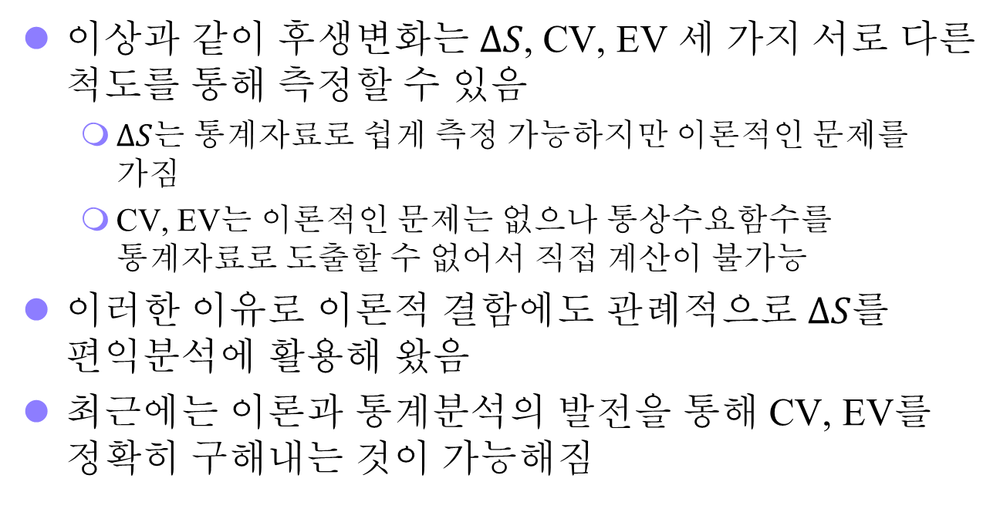 ● 이상과 같이 후생변화는 ΔS, CV, EV 세 가지 서로 다른
척도를 통해 측정할 수 있음
○ ΔS는 통계자료로 쉽게 측정 가능하지만 이론적인 문제를
가짐
○ CV, EV는 이론적인 문제는 없으나 통상수요함수를
통계자료로 도출할 수 없어서 직접 계산이 불가능
● 이러한 이유로 이론적 결함에도 관례적으로 ΔS를
편익분석에 활용해 왔음
● 최근에는 이론과 통계분석의 발전을 통해 CV, EV를
정확히 구해내는 것이 가능해짐